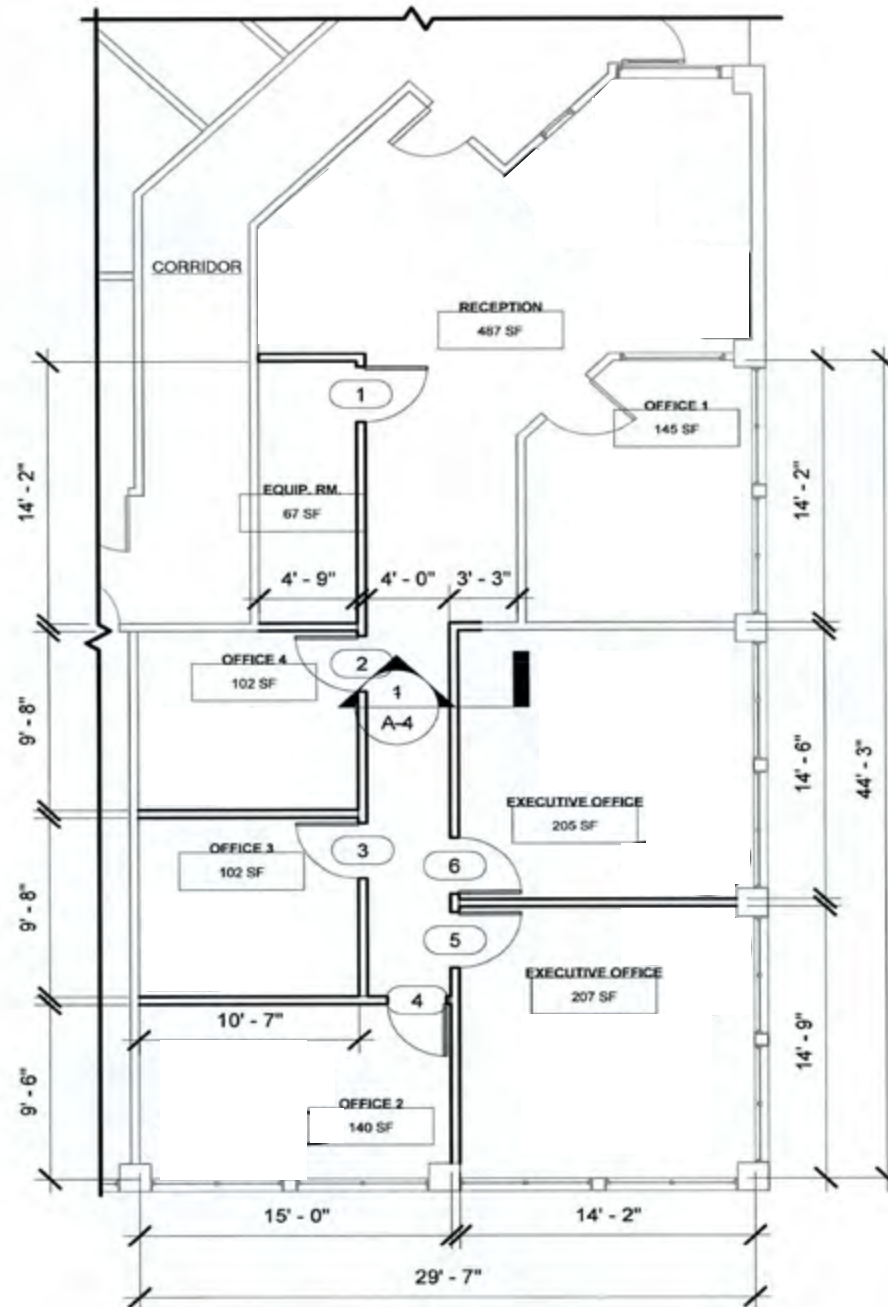 CORRIDOR
RECEPTION
487 SF
1
OFFICE 1
145 SF
14' - 2"
14' - 2"
EQUIP. RM.
67 SF
4' - 9"
4' - 0"
3' - 3"
OFFICE 4
102 SF
2
1
A-4
9' - 8"
14' - 6"
44' - 3"
EXECUTIVE OFFICE
205 SF
OFFICE 3
102 SF
3
6
9' - 8"
5
EXECUTIVE OFFICE
207 SF
4
10' - 7"
14' - 9"
9' - 6"
OFFICE 2
140 SF
15' - 0"
14' - 2"
29' - 7"